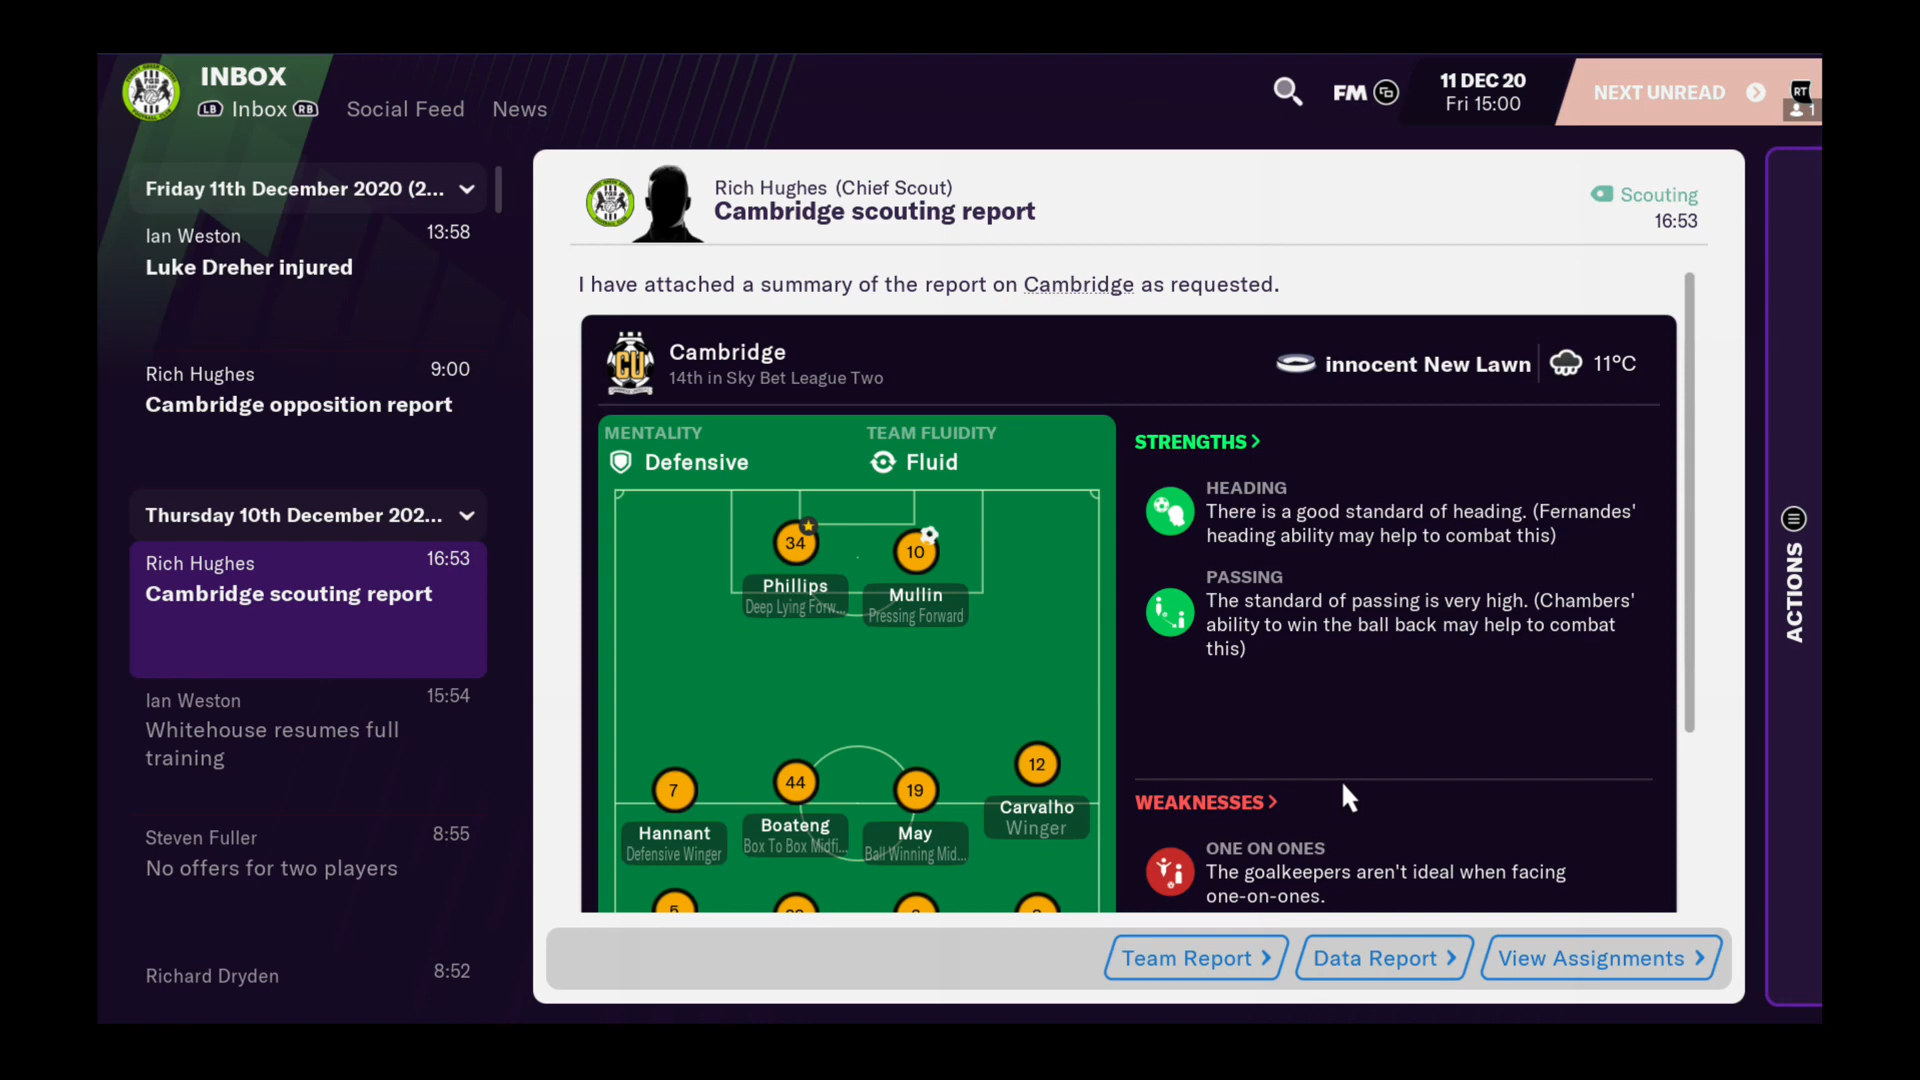 INBOX
LB Inbox RB
Social Feed
News
FM
11 DEC 20
Fri 15:00
NEXT UNREAD
RT
1
Friday 11th December 2020 (2...
Ian Weston
13:58
Luke Dreher injured
Rich Hughes
9:00
Cambridge opposition report
Thursday 10th December 202...
Rich Hughes
16:53
Cambridge scouting report
Ian Weston
15:54
Whitehouse resumes full
training
Steven Fuller
8:55
No offers for two players
Richard Dryden
8:52
Rich Hughes (Chief Scout)
Cambridge scouting report
Scouting
16:53
I have attached a summary of the report on Cambridge as requested.
CU
Cambridge
14th in Sky Bet League Two
innocent New Lawn
11°C
MENTALITY
Defensive
TEAM FLUIDITY
Fluid
34
Phillips
Deep Lying Forw...
10
Mullin
Pressing Forward
7
Hannant
Defensive Winger
44
Boateng
Box To Box Midfi...
19
May
Ball Winning Mid...
12
Carvalho
Winger
5
STRENGTHS
HEADING
There is a good standard of heading. (Fernandes'
heading ability may help to combat this)
PASSING
The standard of passing is very high. (Chambers'
ability to win the ball back may help to combat
this)
WEAKNESSES
ONE ON ONES
The goalkeepers aren't ideal when facing
one-on-ones.
Team Report
Data Report
View Assignments
ACTIONS